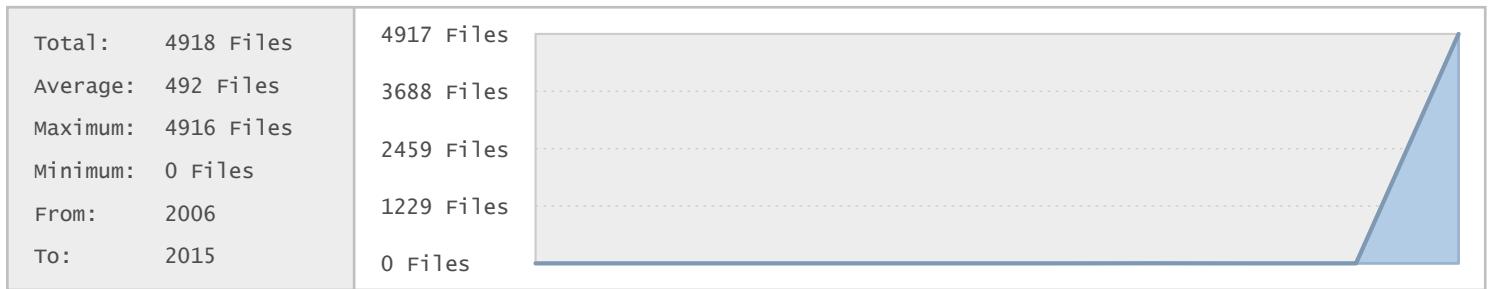 Total: 4918 Files
Average: 492 Files
Maximum: 4916 Files
Minimum: 0 Files
From: 2006
To: 2015
4917 Files
3688 Files
2459 Files
1229 Files
0 Files